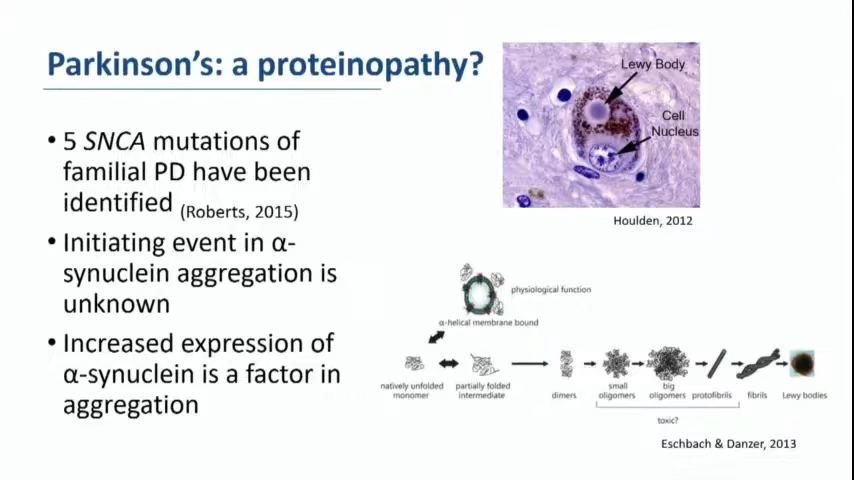 Parkinson's: a proteinopathy?
• 5 SNCA mutations of
familial PD have been
identified (Roberts, 2015)
• Initiating event in α-
synuclein aggregation is
unknown
• Increased expression of
α-synuclein is a factor in
aggregation
Lewy Body
Cell
Nucleus
Houlden, 2012
physiological function
α-helical membrane bound
natively unfolded
monomer
partially folded
intermediate
dimers
small
oligomers
big
oligomers
protofibrils
fibrils
Lewy bodies
toxic?
Eschbach & Danzer, 2013